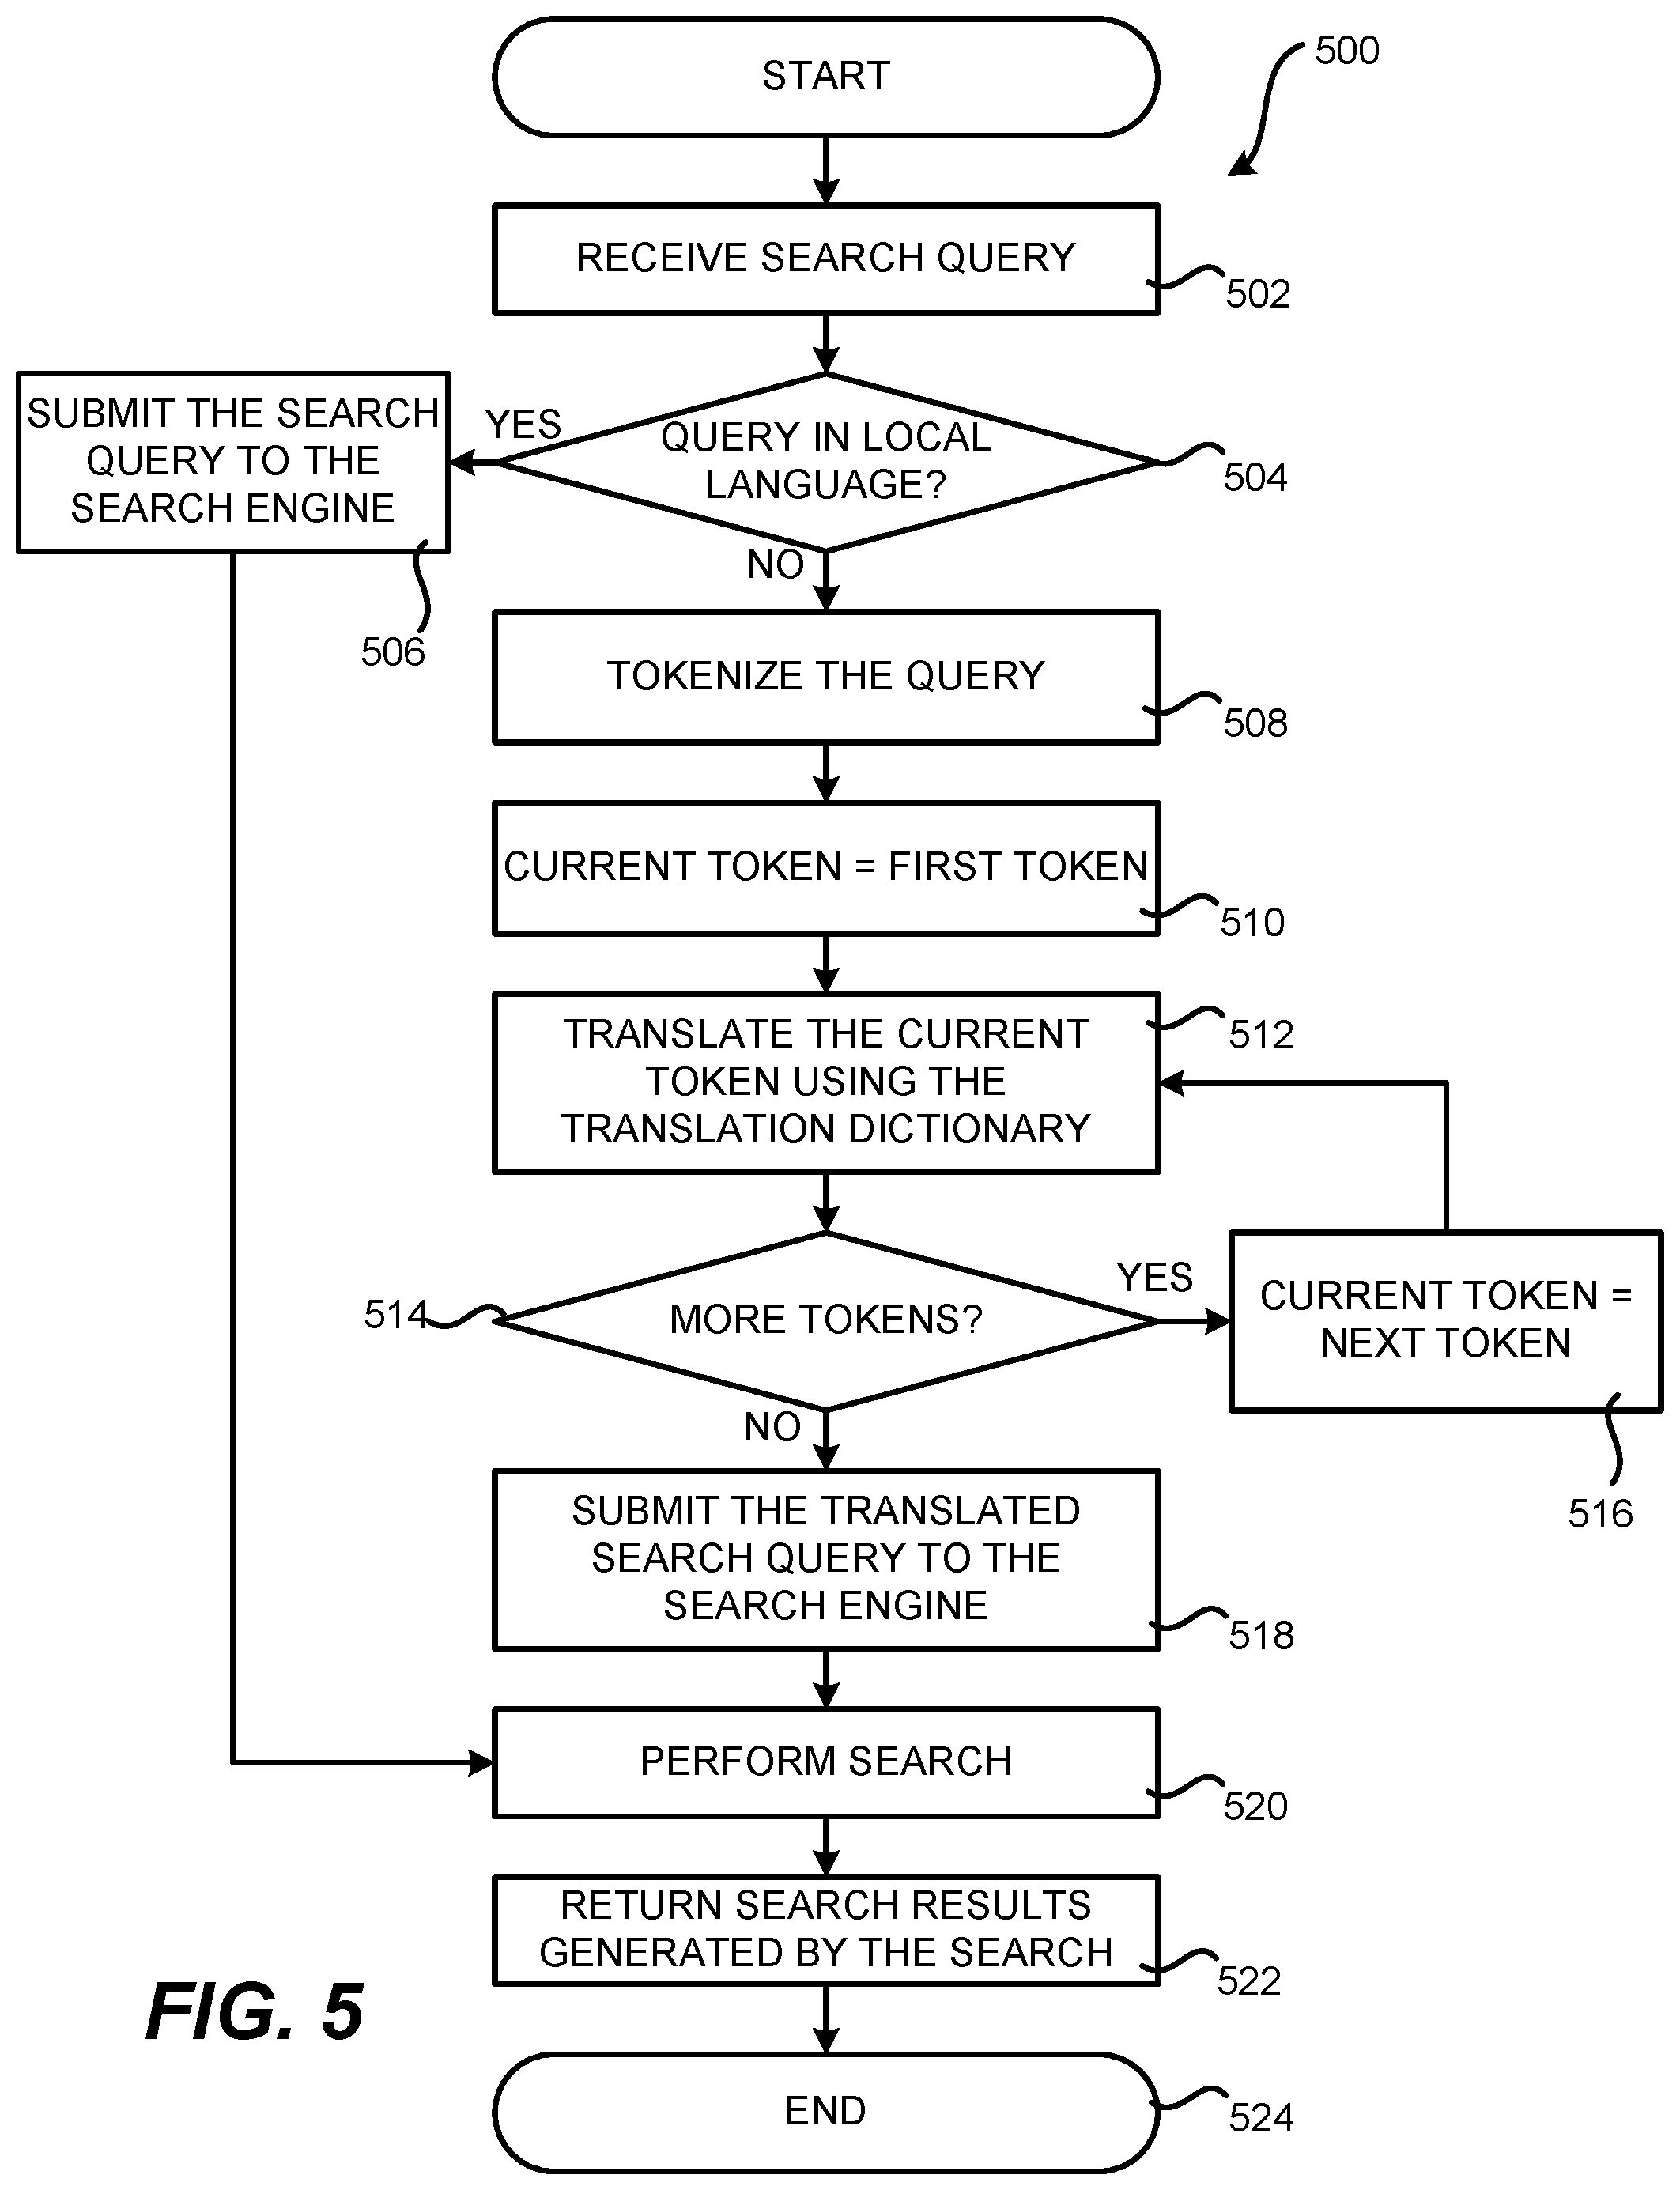 START
500
RECEIVE SEARCH QUERY
502
SUBMIT THE SEARCH
QUERY TO THE
SEARCH ENGINE
506
YES
QUERY IN LOCAL
LANGUAGE?
504
NO
TOKENIZE THE QUERY
508
CURRENT TOKEN = FIRST TOKEN
510
TRANSLATE THE CURRENT
TOKEN USING THE
TRANSLATION DICTIONARY
512
514
MORE TOKENS?
YES
CURRENT TOKEN =
NEXT TOKEN
516
NO
SUBMIT THE TRANSLATED
SEARCH QUERY TO THE
SEARCH ENGINE
518
PERFORM SEARCH
520
RETURN SEARCH RESULTS
GENERATED BY THE SEARCH
522
FIG. 5
END
524